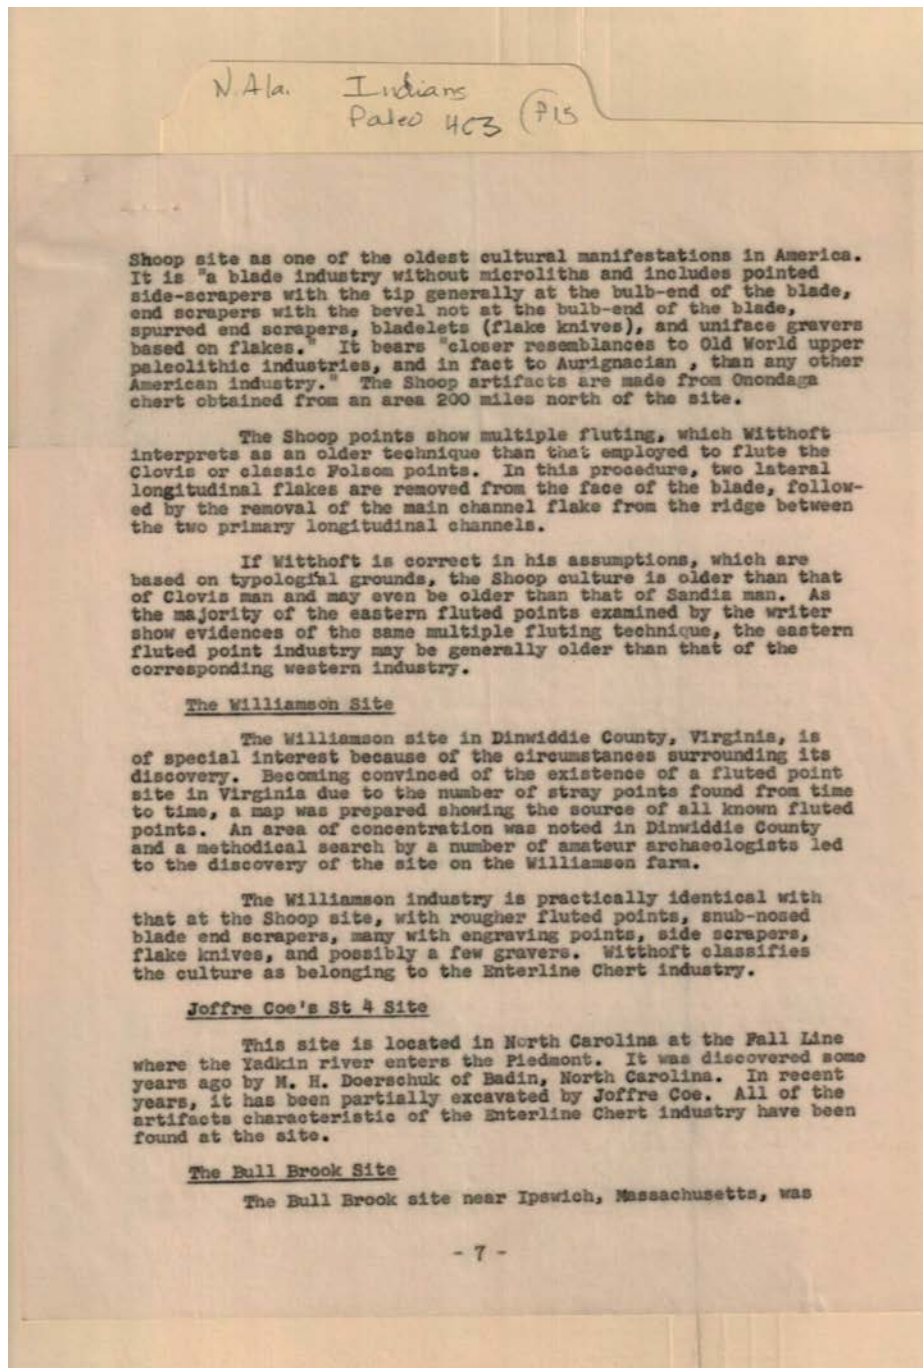 N. Ala. Indians
Paleo 4C3 P15
Shoop site as one of the oldest cultural manifestations in America.
It is "a blade industry without microliths and includes pointed
side-scrapers with the tip generally at the bulb-end of the blade,
end scrapers with the bevel not at the bulb-end of the blade,
spurred end scrapers, bladelets (flake knives), and uniface gravers
based on flakes." It bears "closer resemblances to Old World upper
paleolithic industries, and in fact to Aurignacian , than any other
American industry." The Shoop artifacts are made from Onondaga
chert obtained from an area 200 miles north of the site.
The Shoop points show multiple fluting, which Witthoft
interprets as an older technique than that employed to flute the
Clovis or classic Folsom points. In this procedure, two lateral
longitudinal flakes are removed from the face of the blade, follow-
ed by the removal of the main channel flake from the ridge between
the two primary longitudinal channels.
If Witthoft is correct in his assumptions, which are
based on typological grounds, the Shoop culture is older than that
of Clovis man and may even be older than that of Sandia man. As
the majority of the eastern fluted points examined by the writer
show evidences of the same multiple fluting technique, the eastern
fluted point industry may be generally older than that of the
corresponding western industry.
The Williamson Site
The Williamson site in Dinwiddie County, Virginia, is
of special interest because of the circumstances surrounding its
discovery. Becoming convinced of the existence of a fluted point
site in Virginia due to the number of stray points found from time
to time, a map was prepared showing the source of all known fluted
points. An area of concentration was noted in Dinwiddie County
and a methodical search by a number of amateur archaeologists led
to the discovery of the site on the Williamson farm.
The Williamson industry is practically identical with
that at the Shoop site, with rougher fluted points, snub-nosed
blade end scrapers, many with engraving points, side scrapers,
flake knives, and possibly a few gravers. Witthoft classifies
the culture as belonging to the Enterline Chert industry.
Joffre Coe's St 4 Site
This site is located in North Carolina at the Fall Line
where the Yadkin river enters the Piedmont. It was discovered some
years ago by M. H. Doerschuk of Badin, North Carolina. In recent
years, it has been partially excavated by Joffre Coe. All of the
artifacts characteristic of the Enterline Chert industry have been
found at the site.
The Bull Brook Site
The Bull Brook site near Ipswich, Massachusetts, was
- 7 -